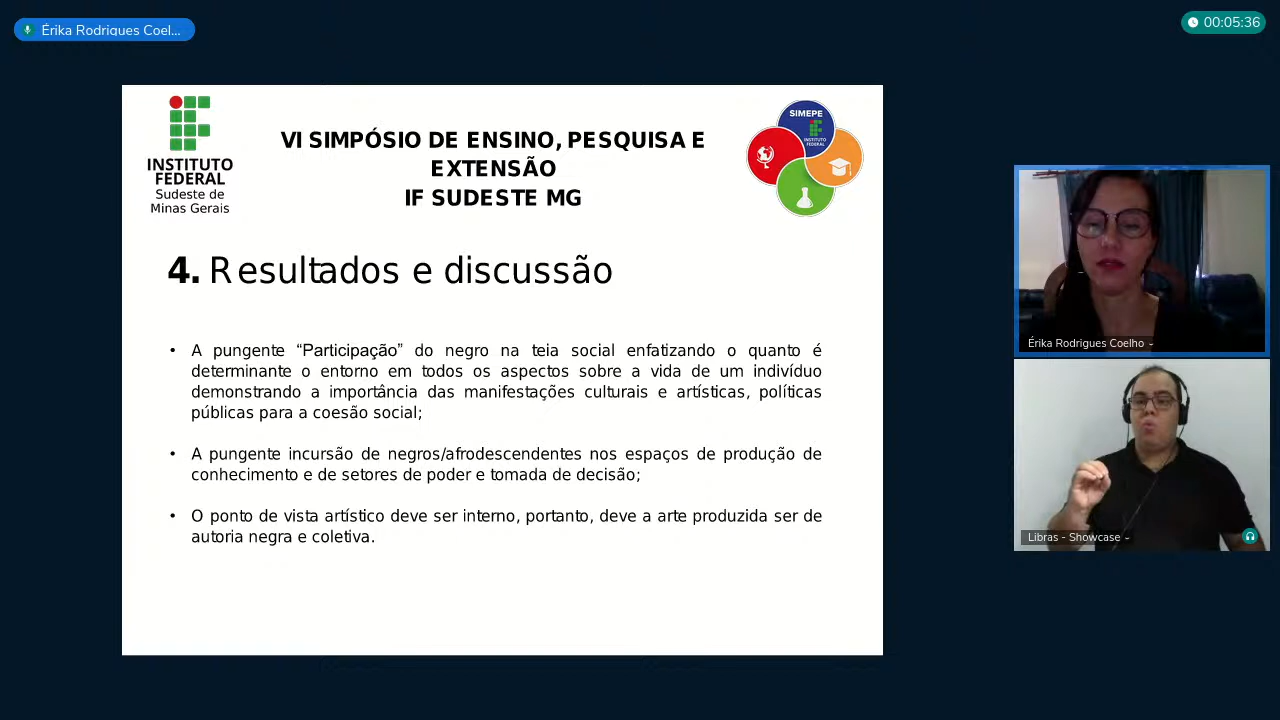 Érika Rodrigues Coel...
00:05:36
INSTITUTO
FEDERAL
Sudeste de
Minas Gerais
VI SIMPÓSIO DE ENSINO, PESQUISA E
EXTENSÃO
IF SUDESTE MG
SIMEPE
INSTITUTO
FEDERAL
4. Resultados e discussão
• A pungente “Participação” do negro na teia social enfatizando o quanto é
determinante o entorno em todos os aspectos sobre a vida de um indivíduo
demonstrando a importância das manifestações culturais e artísticas, políticas
públicas para a coesão social;
• A pungente incursão de negros/afrodescendentes nos espaços de produção de
conhecimento e de setores de poder e tomada de decisão;
• O ponto de vista artístico deve ser interno, portanto, deve a arte produzida ser de
autoria negra e coletiva.
Érika Rodrigues Coelho
Libras - Showcase